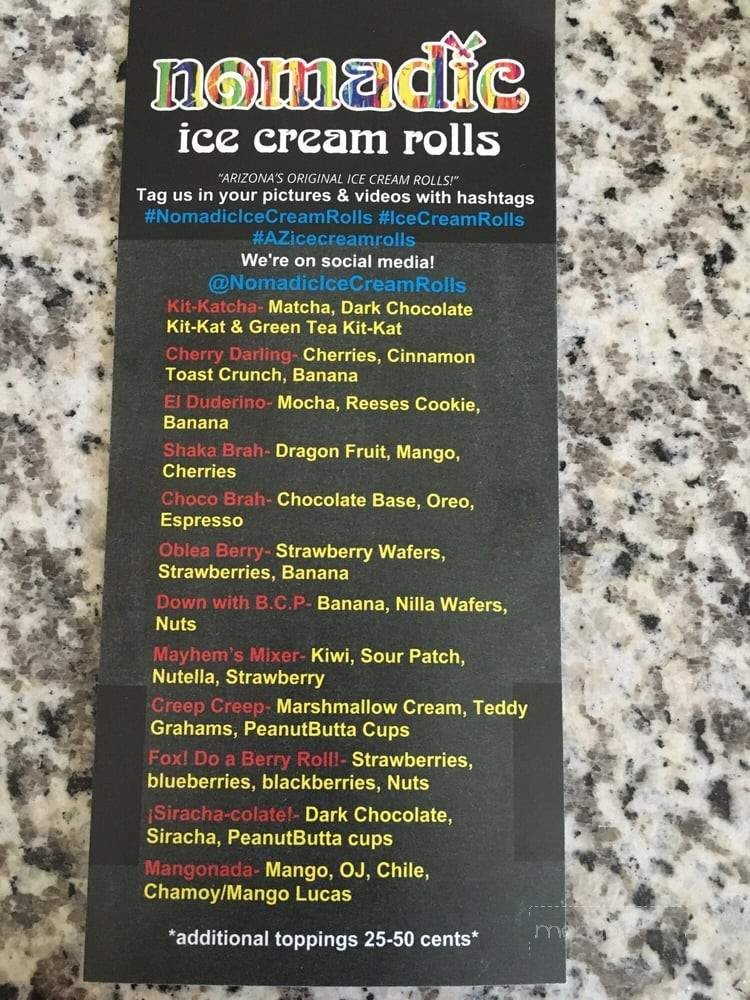 nomadic
ice cream rolls
"ARIZONA'S ORIGINAL ICE CREAM ROLLS!"
Tag us in your pictures & videos with hashtags
#NomadicIceCreamRolls #IceCreamRolls
#AZicecreamrolls
We're on social media!
@NomadicIceCreamRolls
Kit-Katcha- Matcha, Dark Chocolate
Kit-Kat & Green Tea Kit-Kat
Cherry Darling- Cherries, Cinnamon
Toast Crunch, Banana
El Duderino- Mocha, Reeses Cookie,
Banana
Shaka Brah- Dragon Fruit, Mango,
Cherries
Choco Brah- Chocolate Base, Oreo,
Espresso
Oblea Berry- Strawberry Wafers,
Strawberries, Banana
Down with B.C.P- Banana, Nilla Wafers,
Nuts
Mayhem's Mixer- Kiwi, Sour Patch,
Nutella, Strawberry
Creep Creep- Marshmallow Cream, Teddy
Grahams, PeanutButta Cups
Fox! Do a Berry Roll!- Strawberries,
blueberries, blackberries, Nuts
¡Siracha-colate!- Dark Chocolate,
Siracha, PeanutButta cups
Mangonada- Mango, OJ, Chile,
Chamoy/Mango Lucas
*additional toppings 25-50 cents*